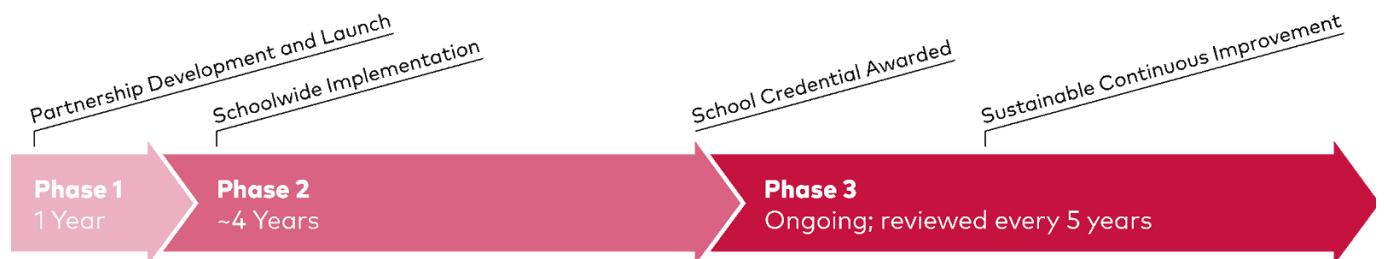 Partnership Development and Launch
Schoolwide Implementation
School Credential Awarded
Sustainable Continuous Improvement
Phase 1
1 Year
Phase 2
~4 Years
Phase 3
Ongoing; reviewed every 5 years